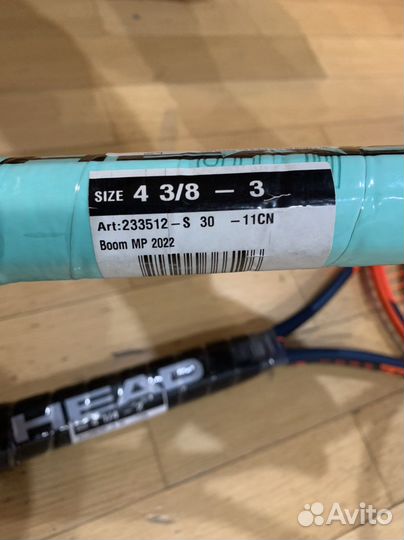 SIZE 4 3/8 – 3
Art:233512-S 30 -11CN
Boom MP 2022
HEAD
Avito